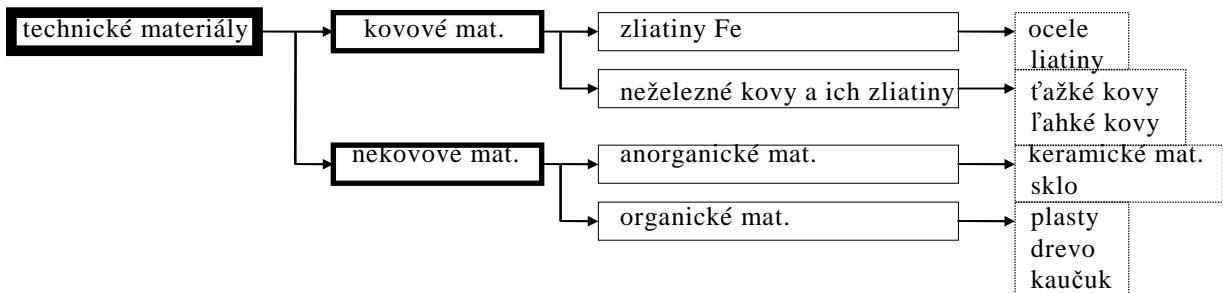 technické materiály
kovové mat.
zliatiny Fe
ocele
liatiny
neželezné kovy a ich zliatiny
ťažké kovy
ľahké kovy
nekovové mat.
anorganické mat.
keramické mat.
sklo
organické mat.
plasty
drevo
kaučuk